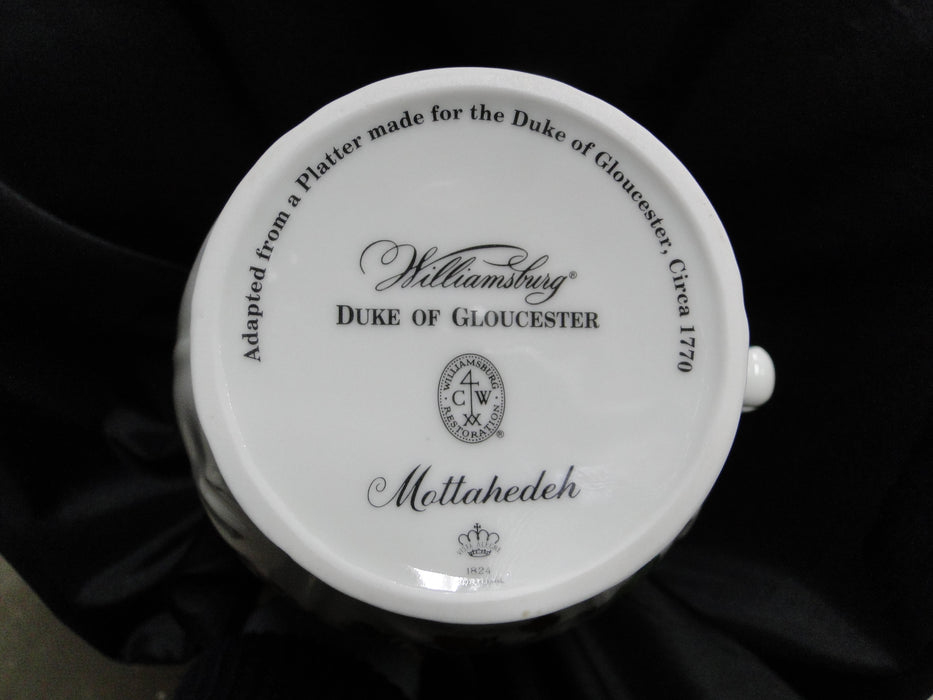 Adapted from a Platter made for the Duke of Gloucester, Circa 1770
Williamsburg®
DUKE OF GLOUCESTER
WILLIAMSBURG
C W
RESTORATION ®
Mottahedeh
1824